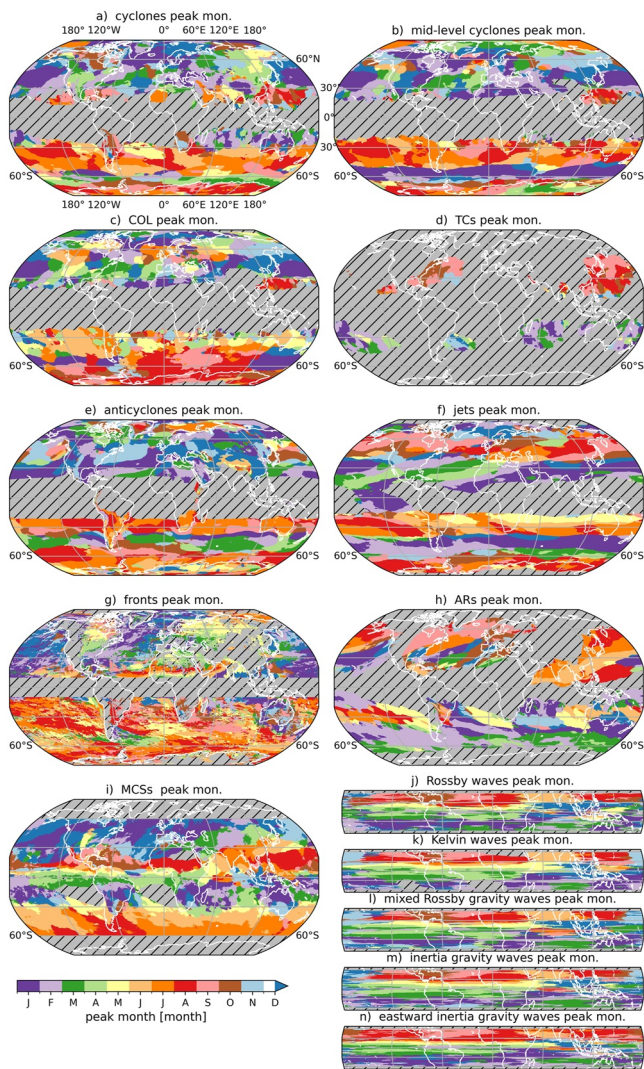 a) cyclones peak mon.
180° 120°W 0° 60°E 120°E 180°
60°N
60°S
180° 120°W 0° 60°E 120°E 180°
b) mid-level cyclones peak mon.
30°
0°
30°
60°S
60°S
c) COL peak mon.
60°S
d) TCs peak mon.
60°S
e) anticyclones peak mon.
60°S
f) jets peak mon.
60°S
60°S
g) fronts peak mon.
60°S
60°S
h) ARs peak mon.
60°S
i) MCSs peak mon.
60°S
60°S
j) Rossby waves peak mon.
k) Kelvin waves peak mon.
l) mixed Rossby gravity waves peak mon.
m) inertia gravity waves peak mon.
n) eastward inertia gravity waves peak mon.
J F M A M J J A S O N D
peak month [month]